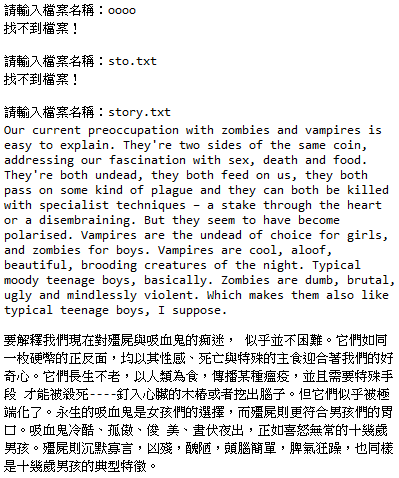 請輸入檔案名稱：oooo
找不到檔案！
請輸入檔案名稱：sto.txt
找不到檔案！
請輸入檔案名稱：story.txt
Our current preoccupation with zombies and vampires is
easy to explain. They're two sides of the same coin,
addressing our fascination with sex, death and food.
They're both undead, they both feed on us, they both
pass on some kind of plague and they can both be killed
with specialist techniques – a stake through the heart
or a disembraining. But they seem to have become
polarised. Vampires are the undead of choice for girls,
and zombies for boys. Vampires are cool, aloof,
beautiful, brooding creatures of the night. Typical
moody teenage boys, basically. Zombies are dumb, brutal,
ugly and mindlessly violent. Which makes them also like
typical teenage boys, I suppose.
要解釋我們現在對殭屍與吸血鬼的痴迷， 似乎並不困難。它們如同
一枚硬幣的正反面，均以其性感、死亡與特殊的主食迎合著我們的好
奇心。它們長生不老，以人類為食，傳播某種瘟疫，並且需要特殊手
段 才能被殺死----釘入心臟的木樁或者挖出腦子。但它們似乎被極
端化了。永生的吸血鬼是女孩們的選擇，而殭屍則更符合男孩們的胃
口。吸血鬼冷酷、孤傲、俊 美、晝伏夜出，正如喜怒無常的十幾歲
男孩。殭屍則沉默寡言，凶殘，醜陋，頭腦簡單，脾氣狂躁，也同樣
是十幾歲男孩的典型特徵。